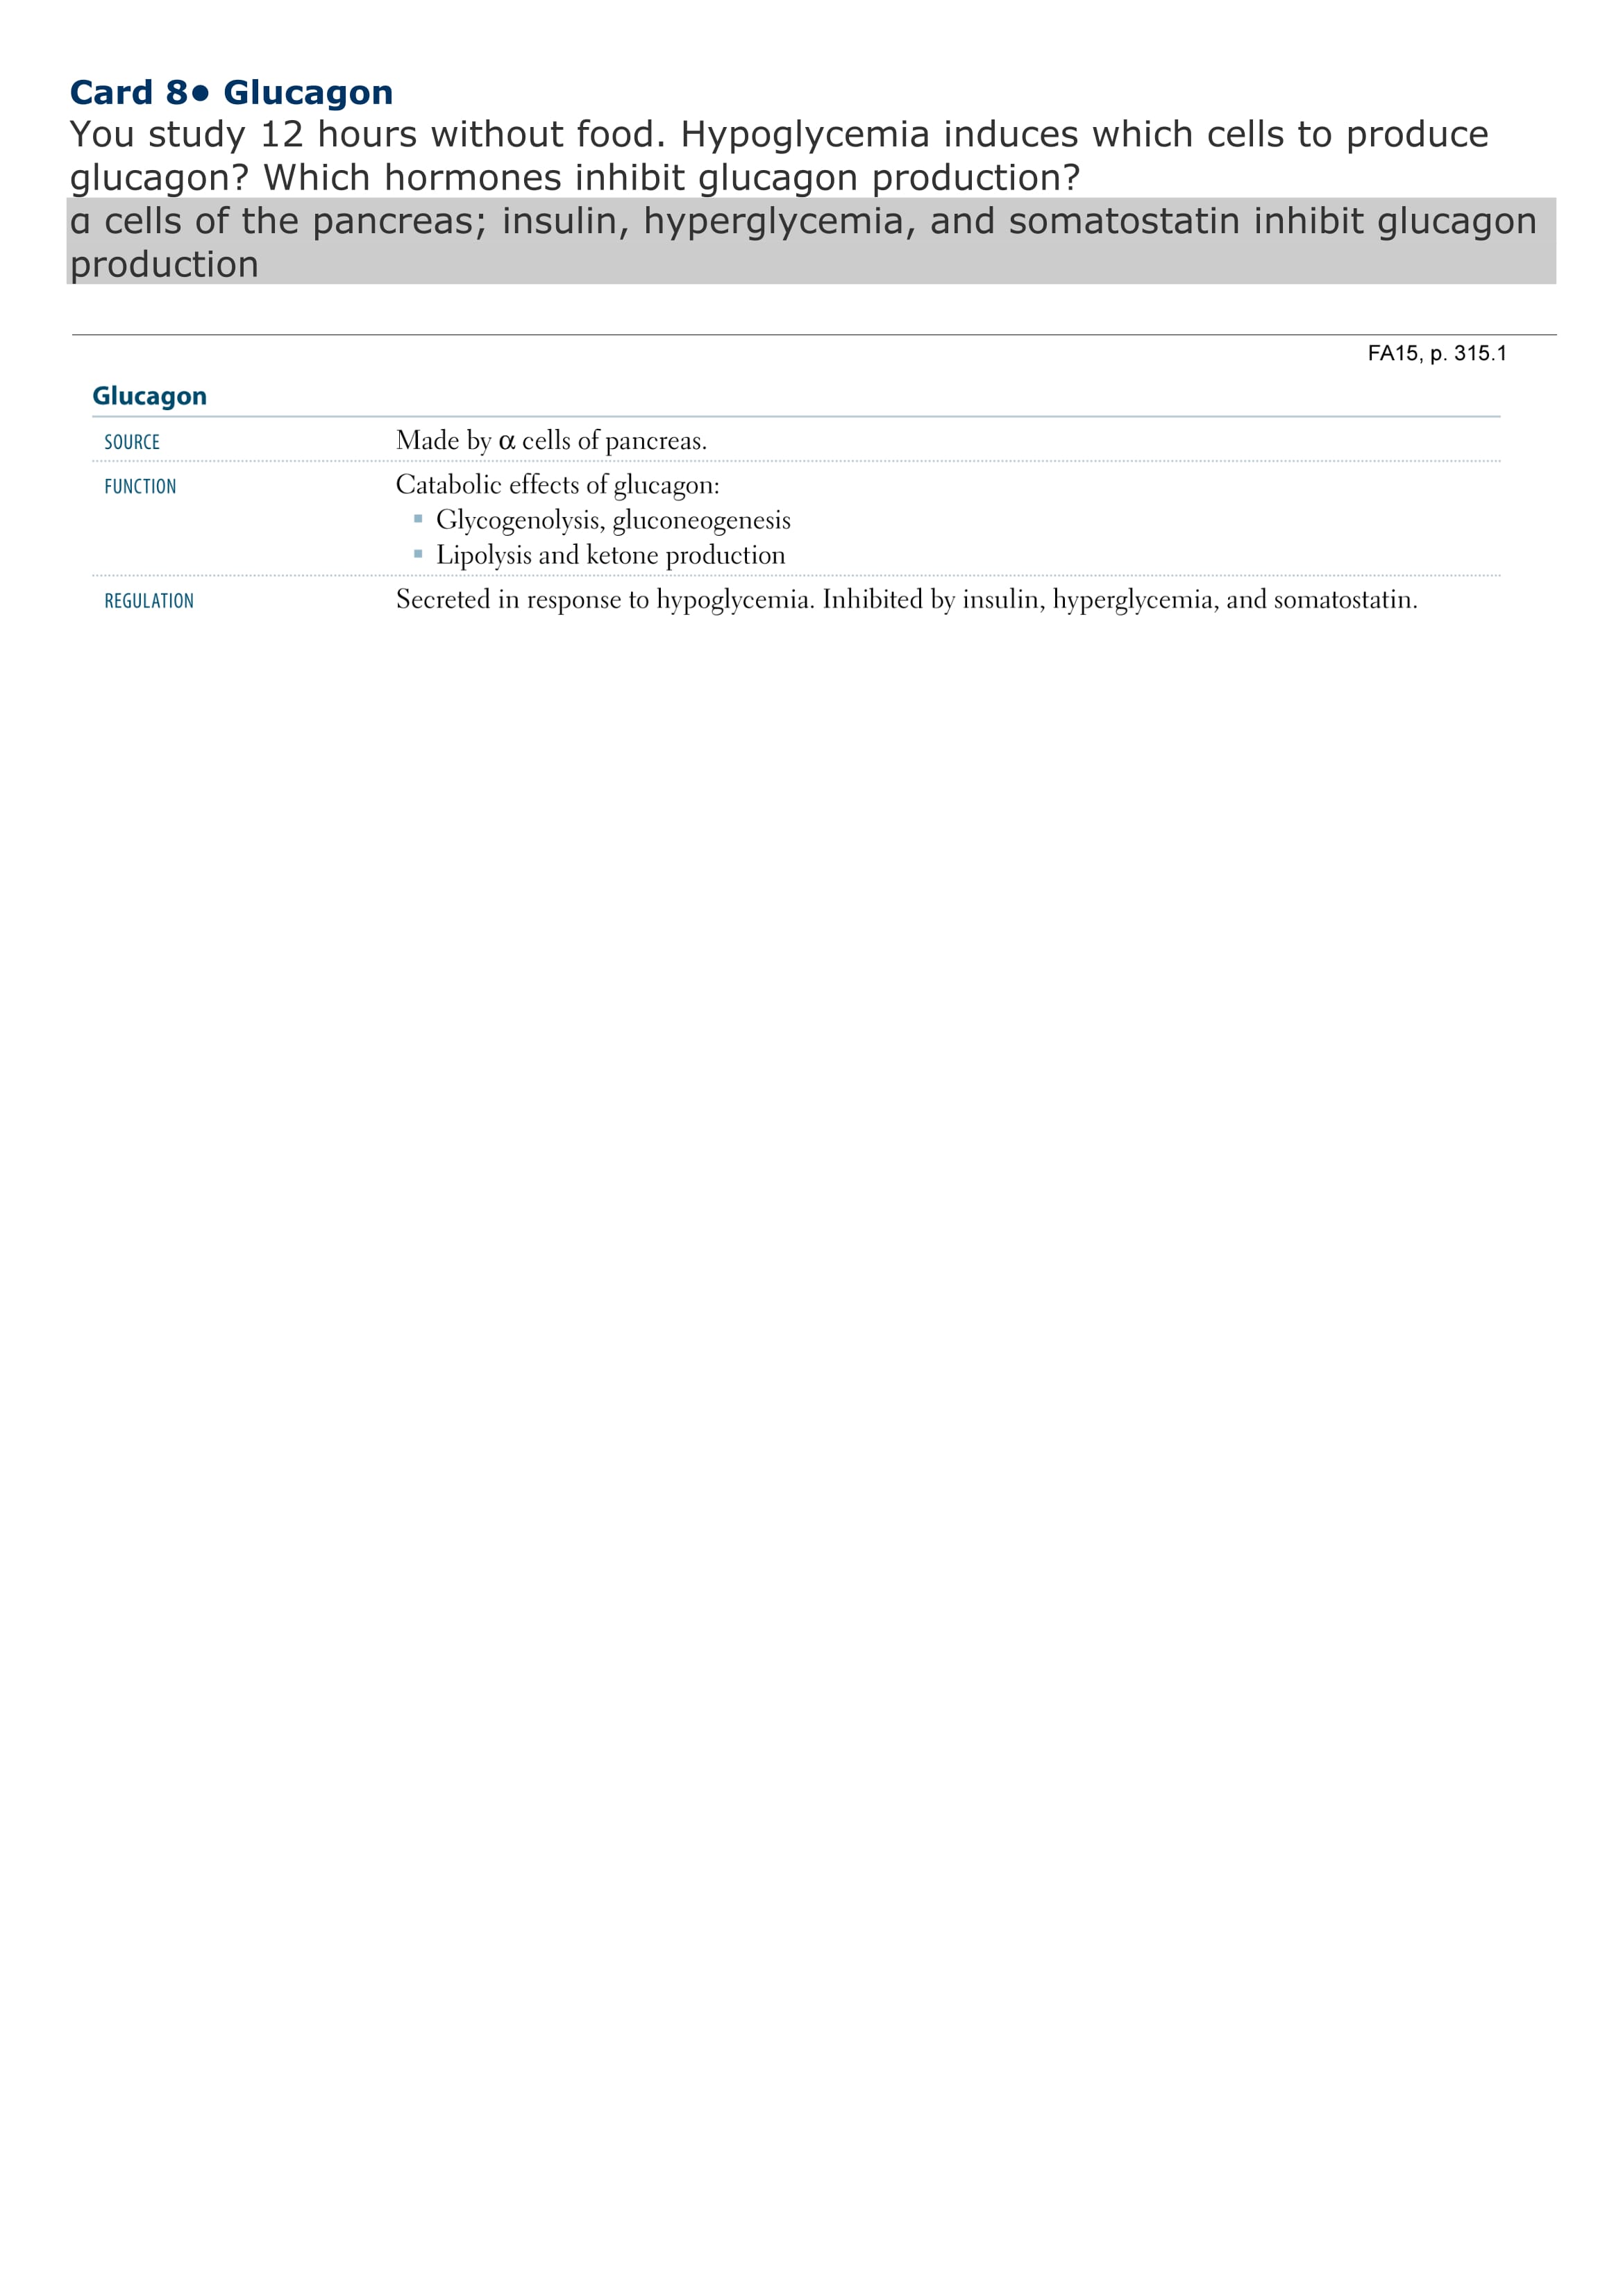 Card 8● Glucagon
You study 12 hours without food. Hypoglycemia induces which cells to produce
glucagon? Which hormones inhibit glucagon production?
α cells of the pancreas; insulin, hyperglycemia, and somatostatin inhibit glucagon
production
FA15, p. 315.1
Glucagon
SOURCE Made by α cells of pancreas.
FUNCTION Catabolic effects of glucagon:
▪ Glycogenolysis, gluconeogenesis
▪ Lipolysis and ketone production
REGULATION Secreted in response to hypoglycemia. Inhibited by insulin, hyperglycemia, and somatostatin.